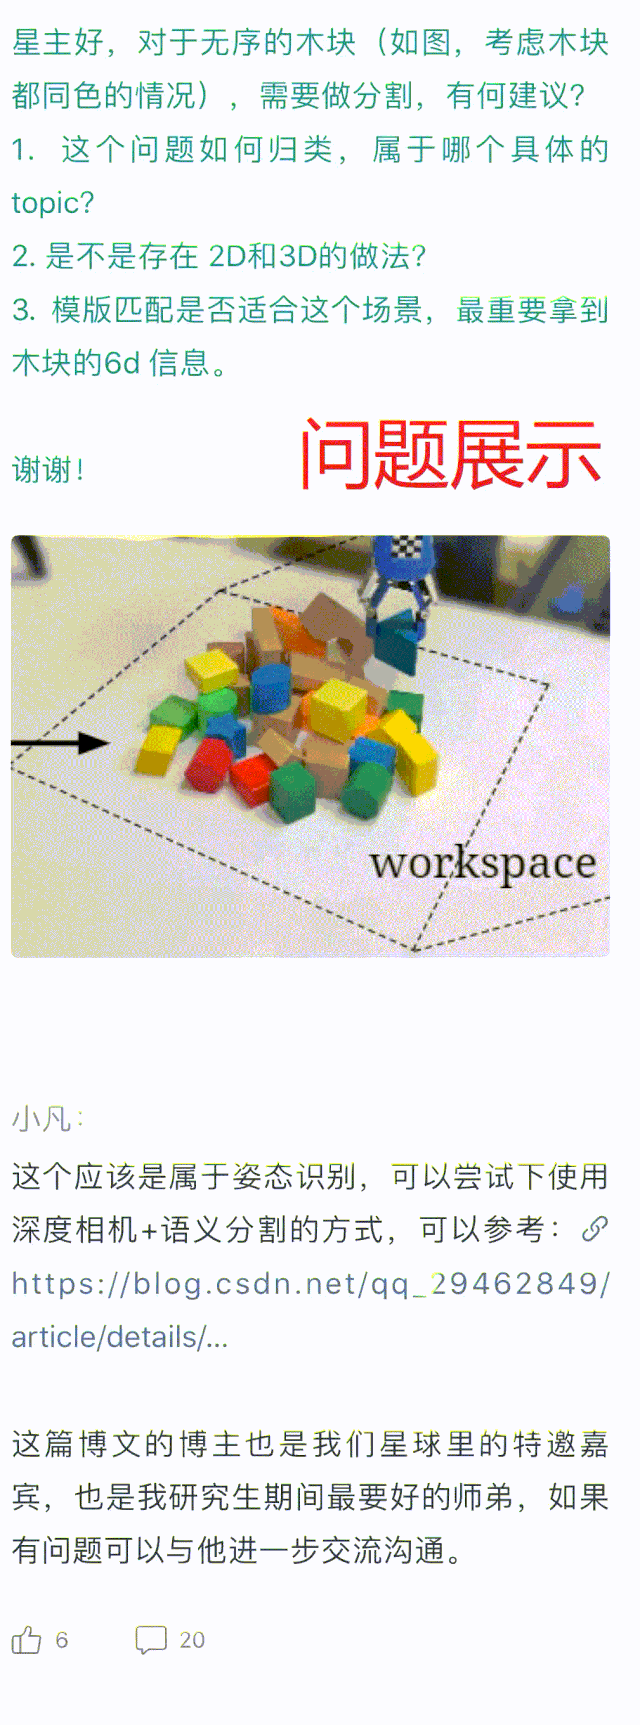 星主好，对于无序的木块（如图，考虑木块
都同色的情况），需要做分割，有何建议？
1. 这个问题如何归类，属于哪个具体的
topic？
2. 是不是存在 2D和3D的做法？
3. 模版匹配是否适合这个场景，最重要拿到
木块的6d 信息。
谢谢！
问题展示
workspace
小凡：
这个应该是属于姿态识别，可以尝试下使用
深度相机+语义分割的方式，可以参考：
https://blog.csdn.net/qq_29462849/
article/details/...
这篇博文的博主也是我们星球里的特邀嘉
宾，也是我研究生期间最要好的师弟，如果
有问题可以与他进一步交流沟通。
6
20